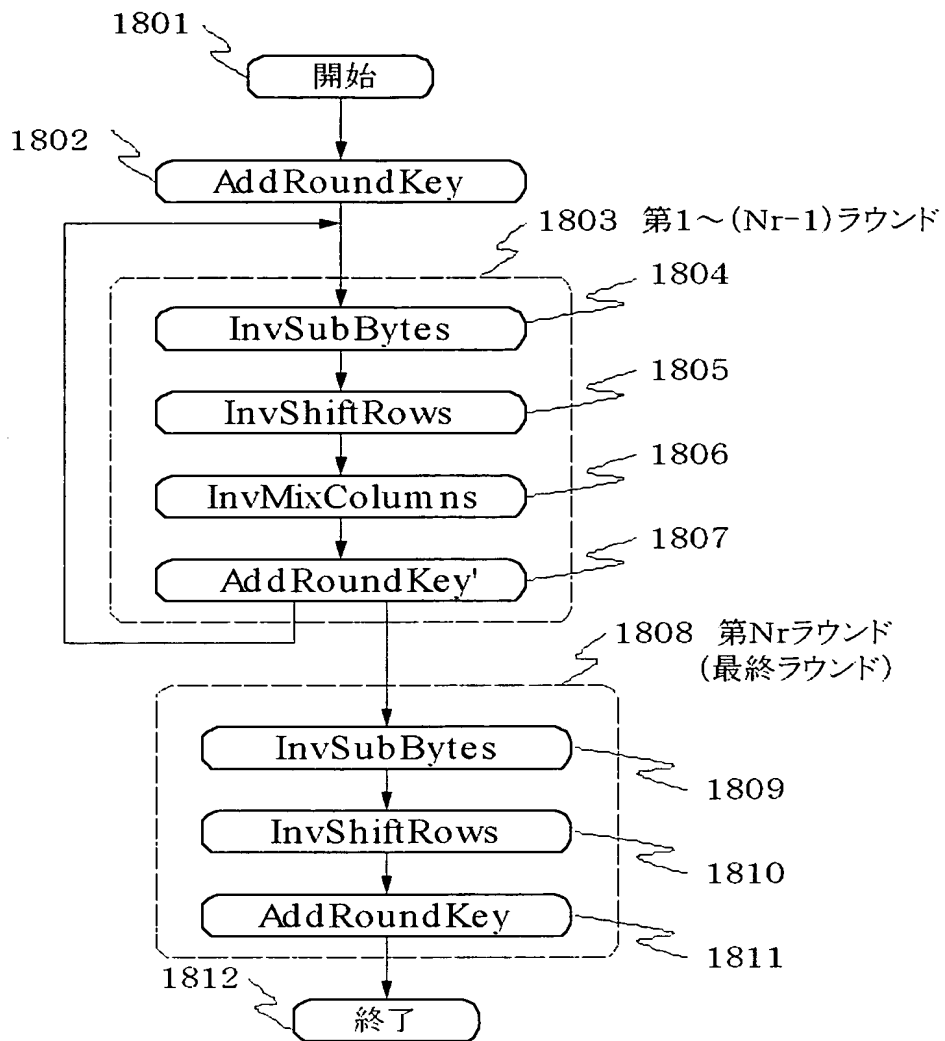 1801
開始
1802
AddRoundKey
1803 第1～(Nr-1)ラウンド
1804
InvSubBytes
1805
InvShiftRows
1806
InvMixColumns
1807
AddRoundKey'
1808 第Nrラウンド
(最終ラウンド)
InvSubBytes
1809
InvShiftRows
1810
AddRoundKey
1811
1812
終了